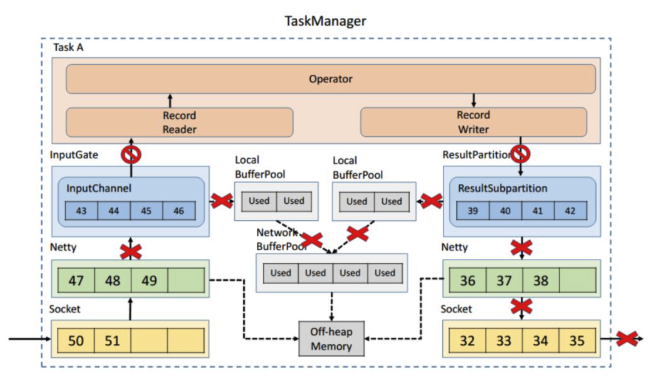 TaskManager
Task A
Operator
Record
Reader
Record
Writer
InputGate
Local
BufferPool
Local
BufferPool
ResultPartition
InputChannel
43 44 45 46
Used Used
Used Used
ResultSubpartition
39 40 41 42
Netty
Network
BufferPool
Netty
47 48 49
Used Used Used Used
36 37 38
Socket
Socket
50 51
Off-heap
Memory
32 33 34 35